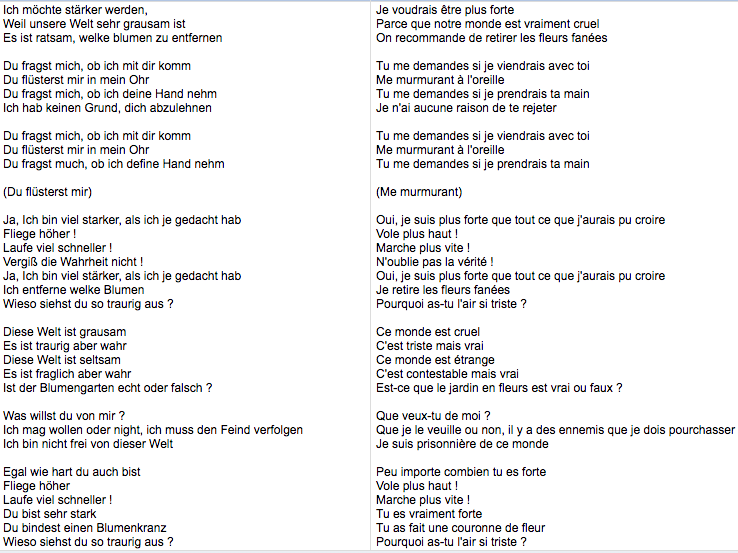 Ich möchte stärker werden,
Weil unsere Welt sehr grausam ist
Es ist ratsam, welke blumen zu entfernen

Du fragst mich, ob ich mit dir komm
Du flüsterst mir in mein Ohr
Du fragst mich, ob ich deine Hand nehm
Ich hab keinen Grund, dich abzulehnen

Du fragst mich, ob ich mit dir komm
Du flüsterst mir in mein Ohr
Du fragst much, ob ich define Hand nehm

(Du flüsterst mir)

Ja, Ich bin viel starker, als ich je gedacht hab
Fliege höher !
Laufe viel schneller !
Vergiß die Wahrheit nicht !
Ja, Ich bin viel stärker, als ich je gedacht hab
Ich entferne welke Blumen
Wieso siehst du so traurig aus ?

Diese Welt ist grausam
Es ist traurig aber wahr
Diese Welt ist seltsam
Es ist fraglich aber wahr
Ist der Blumengarten echt oder falsch ?

Was willst du von mir ?
Ich mag wollen oder night, ich muss den Feind verfolgen
Ich bin nicht frei von dieser Welt

Egal wie hart du auch bist
Fliege höher
Laufe viel schneller !
Du bist sehr stark
Du bindest einen Blumenkranz
Wieso siehst du so traurig aus ?

Je voudrais être plus forte
Parce que notre monde est vraiment cruel
On recommande de retirer les fleurs fanées

Tu me demandes si je viendrais avec toi
Me murmurant à l'oreille
Tu me demandes si je prendrais ta main
Je n'ai aucune raison de te rejeter

Tu me demandes si je viendrais avec toi
Me murmurant à l'oreille
Tu me demandes si je prendrais ta main

(Me murmurant)

Oui, je suis plus forte que tout ce que j'aurais pu croire
Vole plus haut !
Marche plus vite !
N'oublie pas la vérité !
Oui, je suis plus forte que tout ce que j'aurais pu croire
Je retire les fleurs fanées
Pourquoi as-tu l'air si triste ?

Ce monde est cruel
C'est triste mais vrai
Ce monde est étrange
C'est contestable mais vrai
Est-ce que le jardin en fleurs est vrai ou faux ?

Que veux-tu de moi ?
Que je le veuille ou non, il y a des ennemis que je dois pourchasser
Je suis prisonnière de ce monde

Peu importe combien tu es forte
Vole plus haut !
Marche plus vite !
Tu es vraiment forte
Tu as fait une couronne de fleur
Pourquoi as-tu l'air si triste ?